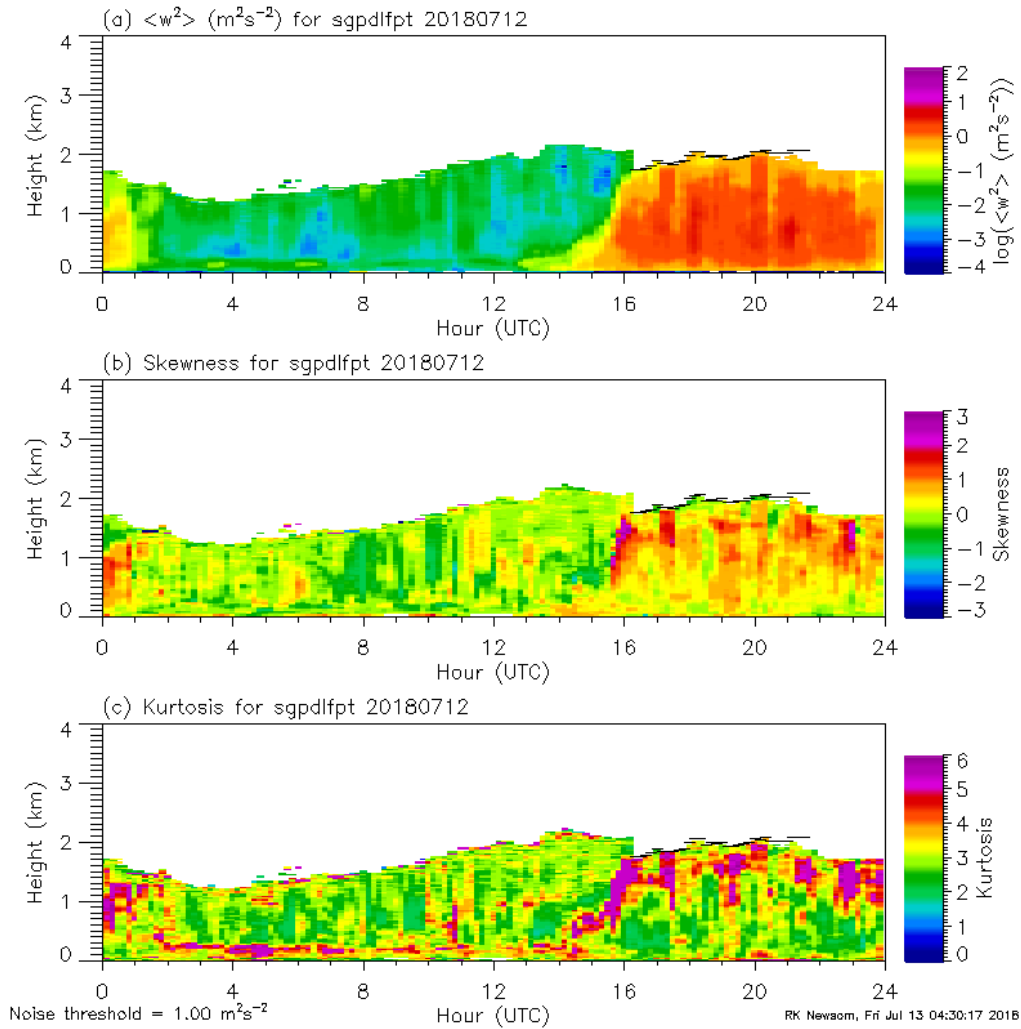 (a) <w²> (m²s⁻²) for sgpdlfpt 20180712
4
3
2
1
0
Height (km)
0 4 8 12 16 20 24
Hour (UTC)
2
1
0
−1
−2
−3
−4
log(<w²> (m²s⁻²))
(b) Skewness for sgpdlfpt 20180712
4
3
2
1
0
Height (km)
0 4 8 12 16 20 24
Hour (UTC)
3
2
1
0
−1
−2
−3
Skewness
(c) Kurtosis for sgpdlfpt 20180712
4
3
2
1
0
Height (km)
0 4 8 12 16 20 24
Hour (UTC)
6
5
4
3
2
1
0
Kurtosis
Noise threshold = 1.00 m²s⁻²
RK Newsom, Fri Jul 13 04:30:17 2018